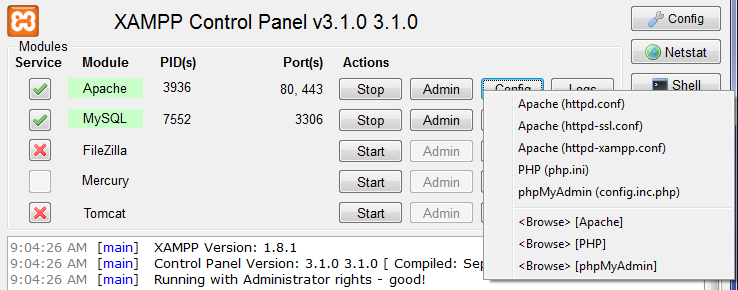 XAMPP Control Panel v3.1.0 3.1.0
Config
Modules
Service Module PID(s) Port(s) Actions
Netstat
Apache 3936 80, 443 Stop Admin Config Logs
Shell
MySQL 7552 3306 Stop Admin
FileZilla Start Admin
Mercury Start Admin
Tomcat Start Admin
Apache (httpd.conf)
Apache (httpd-ssl.conf)
Apache (httpd-xampp.conf)
PHP (php.ini)
phpMyAdmin (config.inc.php)
<Browse> [Apache]
<Browse> [PHP]
<Browse> [phpMyAdmin]
9:04:26 AM [main] XAMPP Version: 1.8.1
9:04:26 AM [main] Control Panel Version: 3.1.0 3.1.0 [ Compiled: Sep
9:04:26 AM [main] Running with Administrator rights - good!